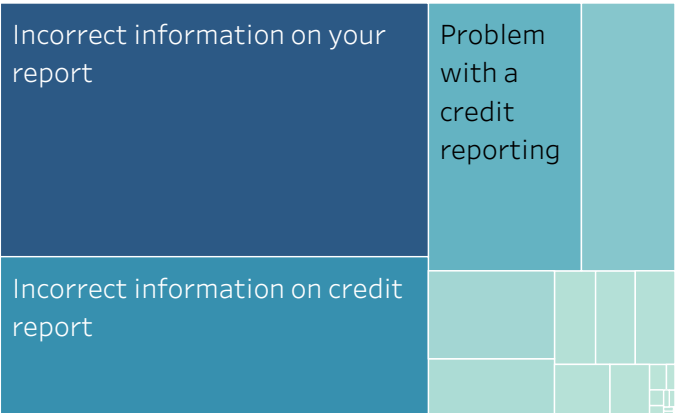 Incorrect information on your
report
Problem
with a
credit
reporting
Incorrect information on credit
report